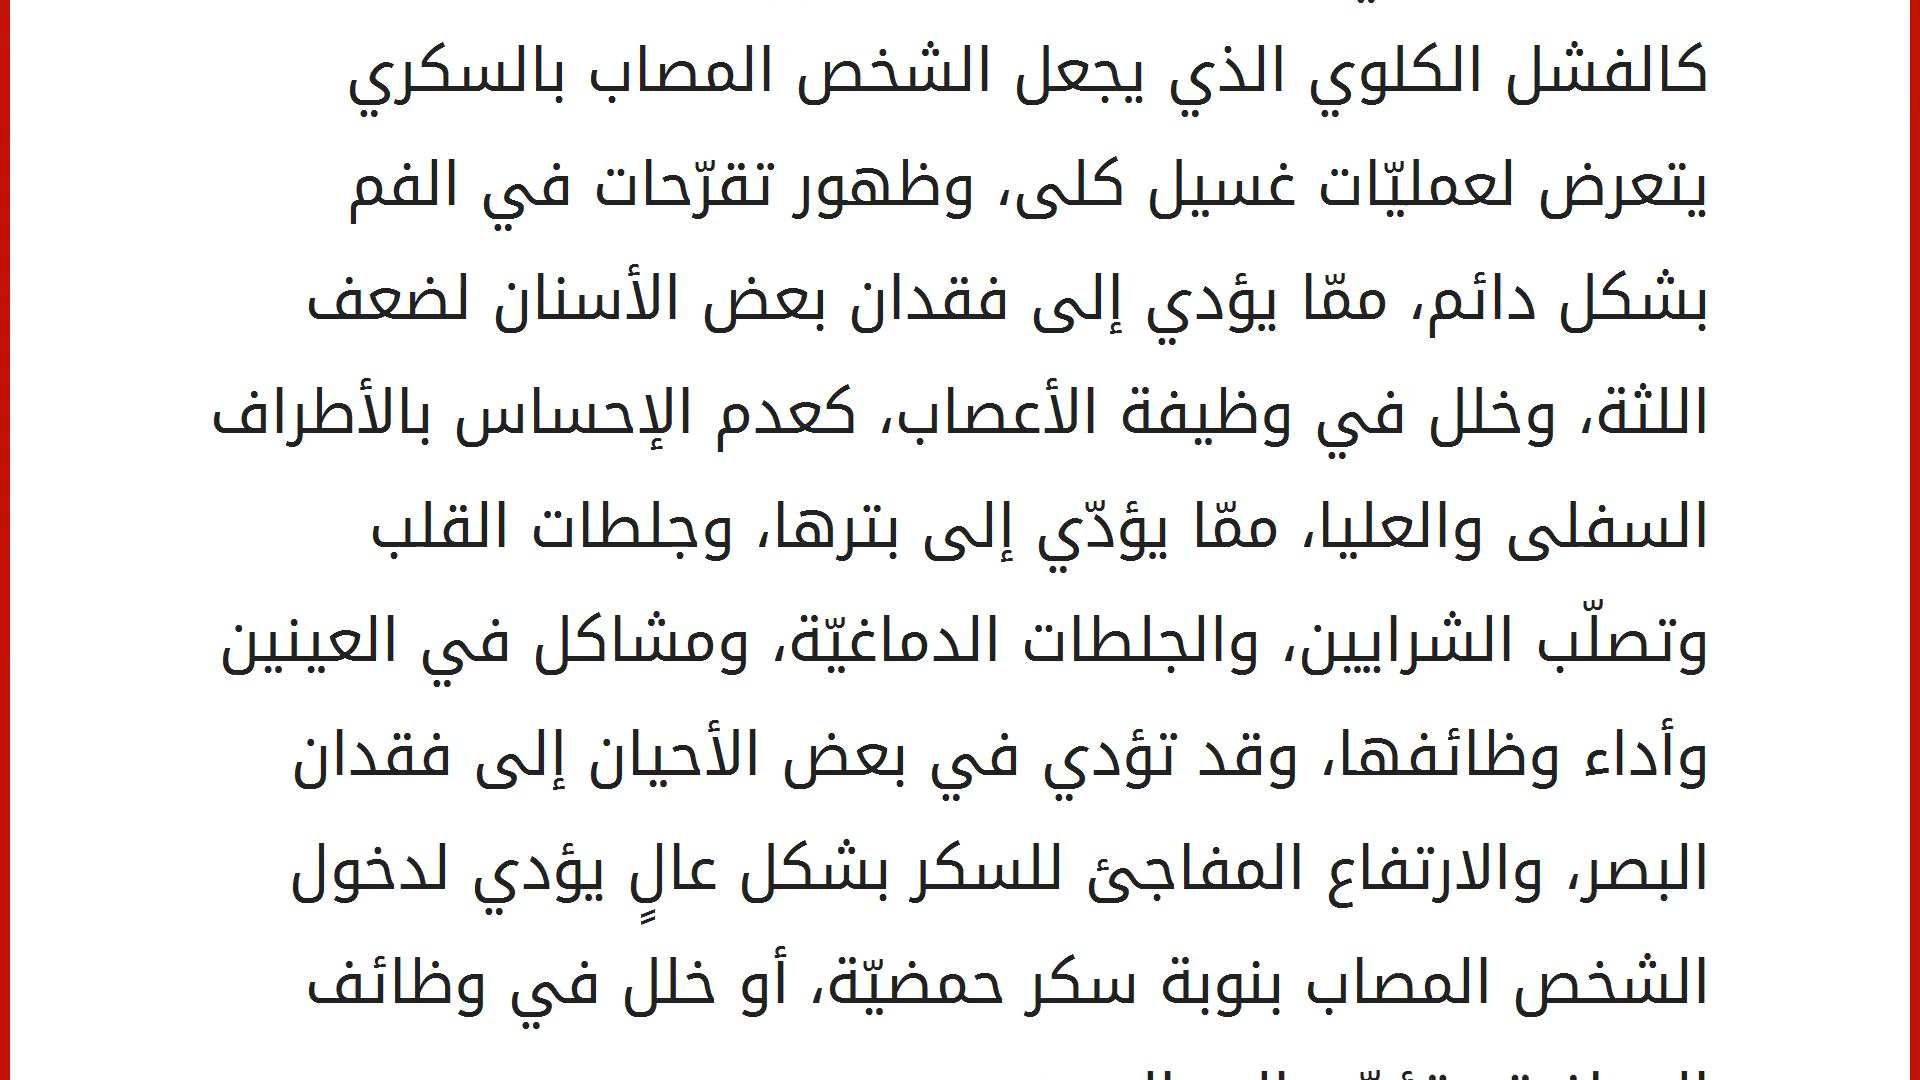 كالفشل الكلوي الذي يجعل الشخص المصاب بالسكري
يتعرض لعمليّات غسيل كلى، وظهور تقرّحات في الفم
بشكل دائم، ممّا يؤدي إلى فقدان بعض الأسنان لضعف
اللثة، وخلل في وظيفة الأعصاب، كعدم الإحساس بالأطراف
السفلى والعليا، ممّا يؤدّي إلى بترها، وجلطات القلب
وتصلّب الشرايين، والجلطات الدماغيّة، ومشاكل في العينين
وأداء وظائفها، وقد تؤدي في بعض الأحيان إلى فقدان
البصر، والارتفاع المفاجئ للسكر بشكل عالٍ يؤدي لدخول
الشخص المصاب بنوبة سكر حمضيّة، أو خلل في وظائف